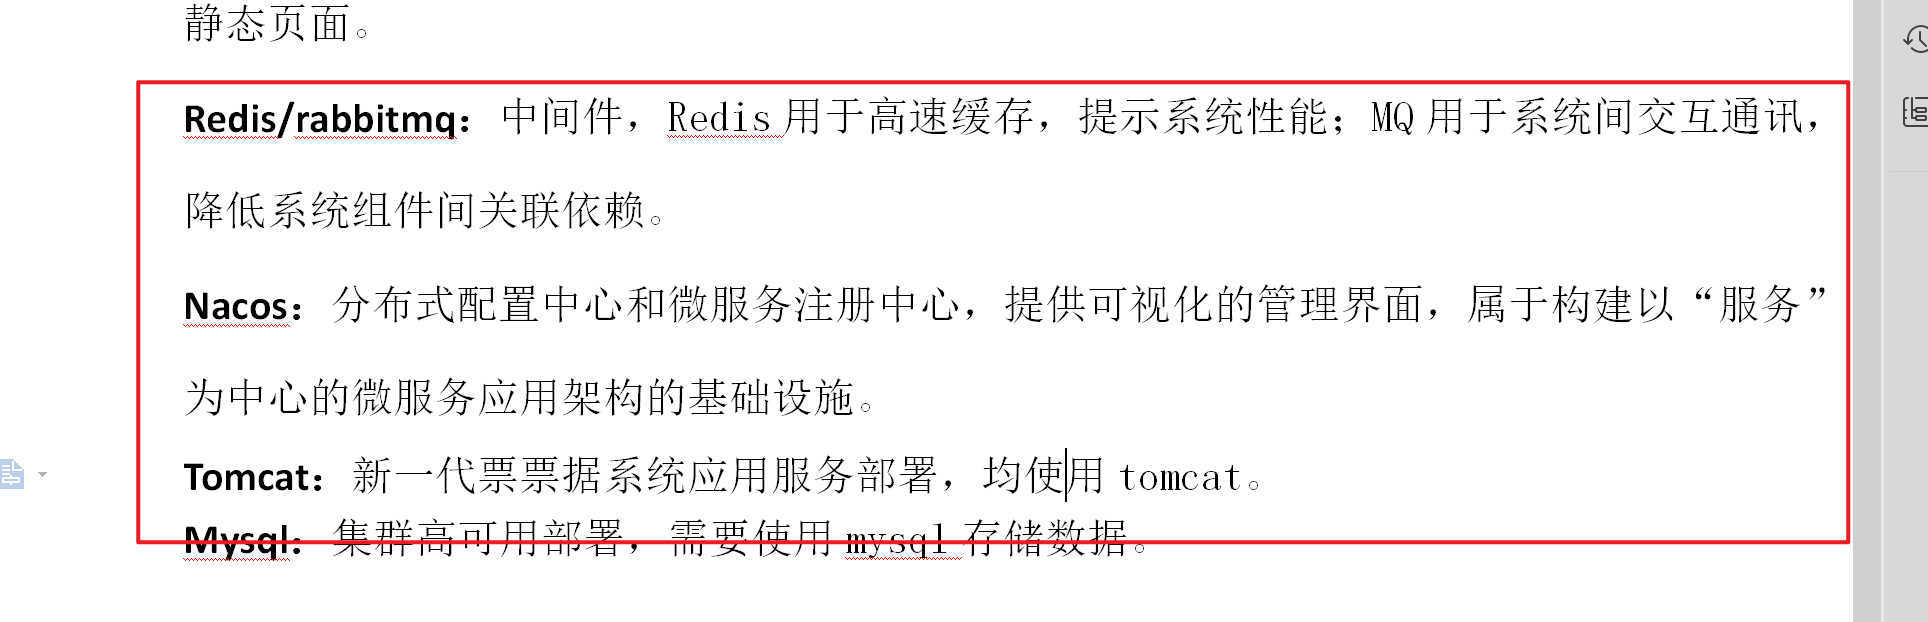 静态页面。
Redis/rabbitmq：中间件，Redis 用于高速缓存，提示系统性能；MQ 用于系统间交互通讯，
降低系统组件间关联依赖。
Nacos：分布式配置中心和微服务注册中心，提供可视化的管理界面，属于构建以“服务”
为中心的微服务应用架构的基础设施。
Tomcat：新一代票票据系统应用服务部署，均使用 tomcat。
Mysql：集群高可用部署，需要使用 mysql 存储数据。